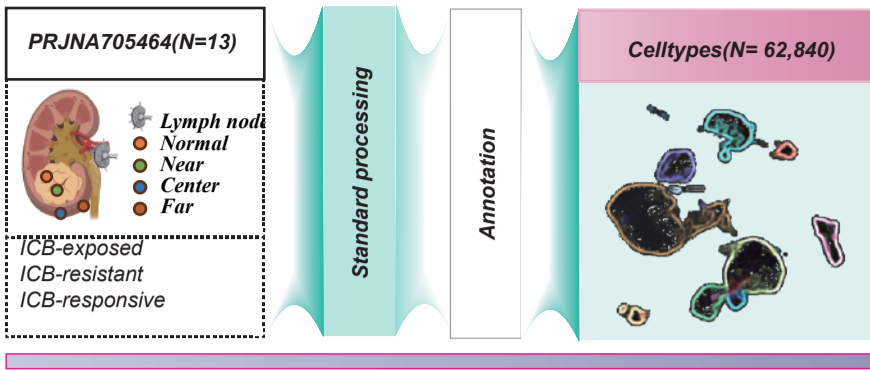 PRJNA705464(N=13)
Lymph node
Normal
Near
Center
Far
ICB-exposed
ICB-resistant
ICB-responsive
Standard processing
Annotation
Celltypes(N= 62,840)